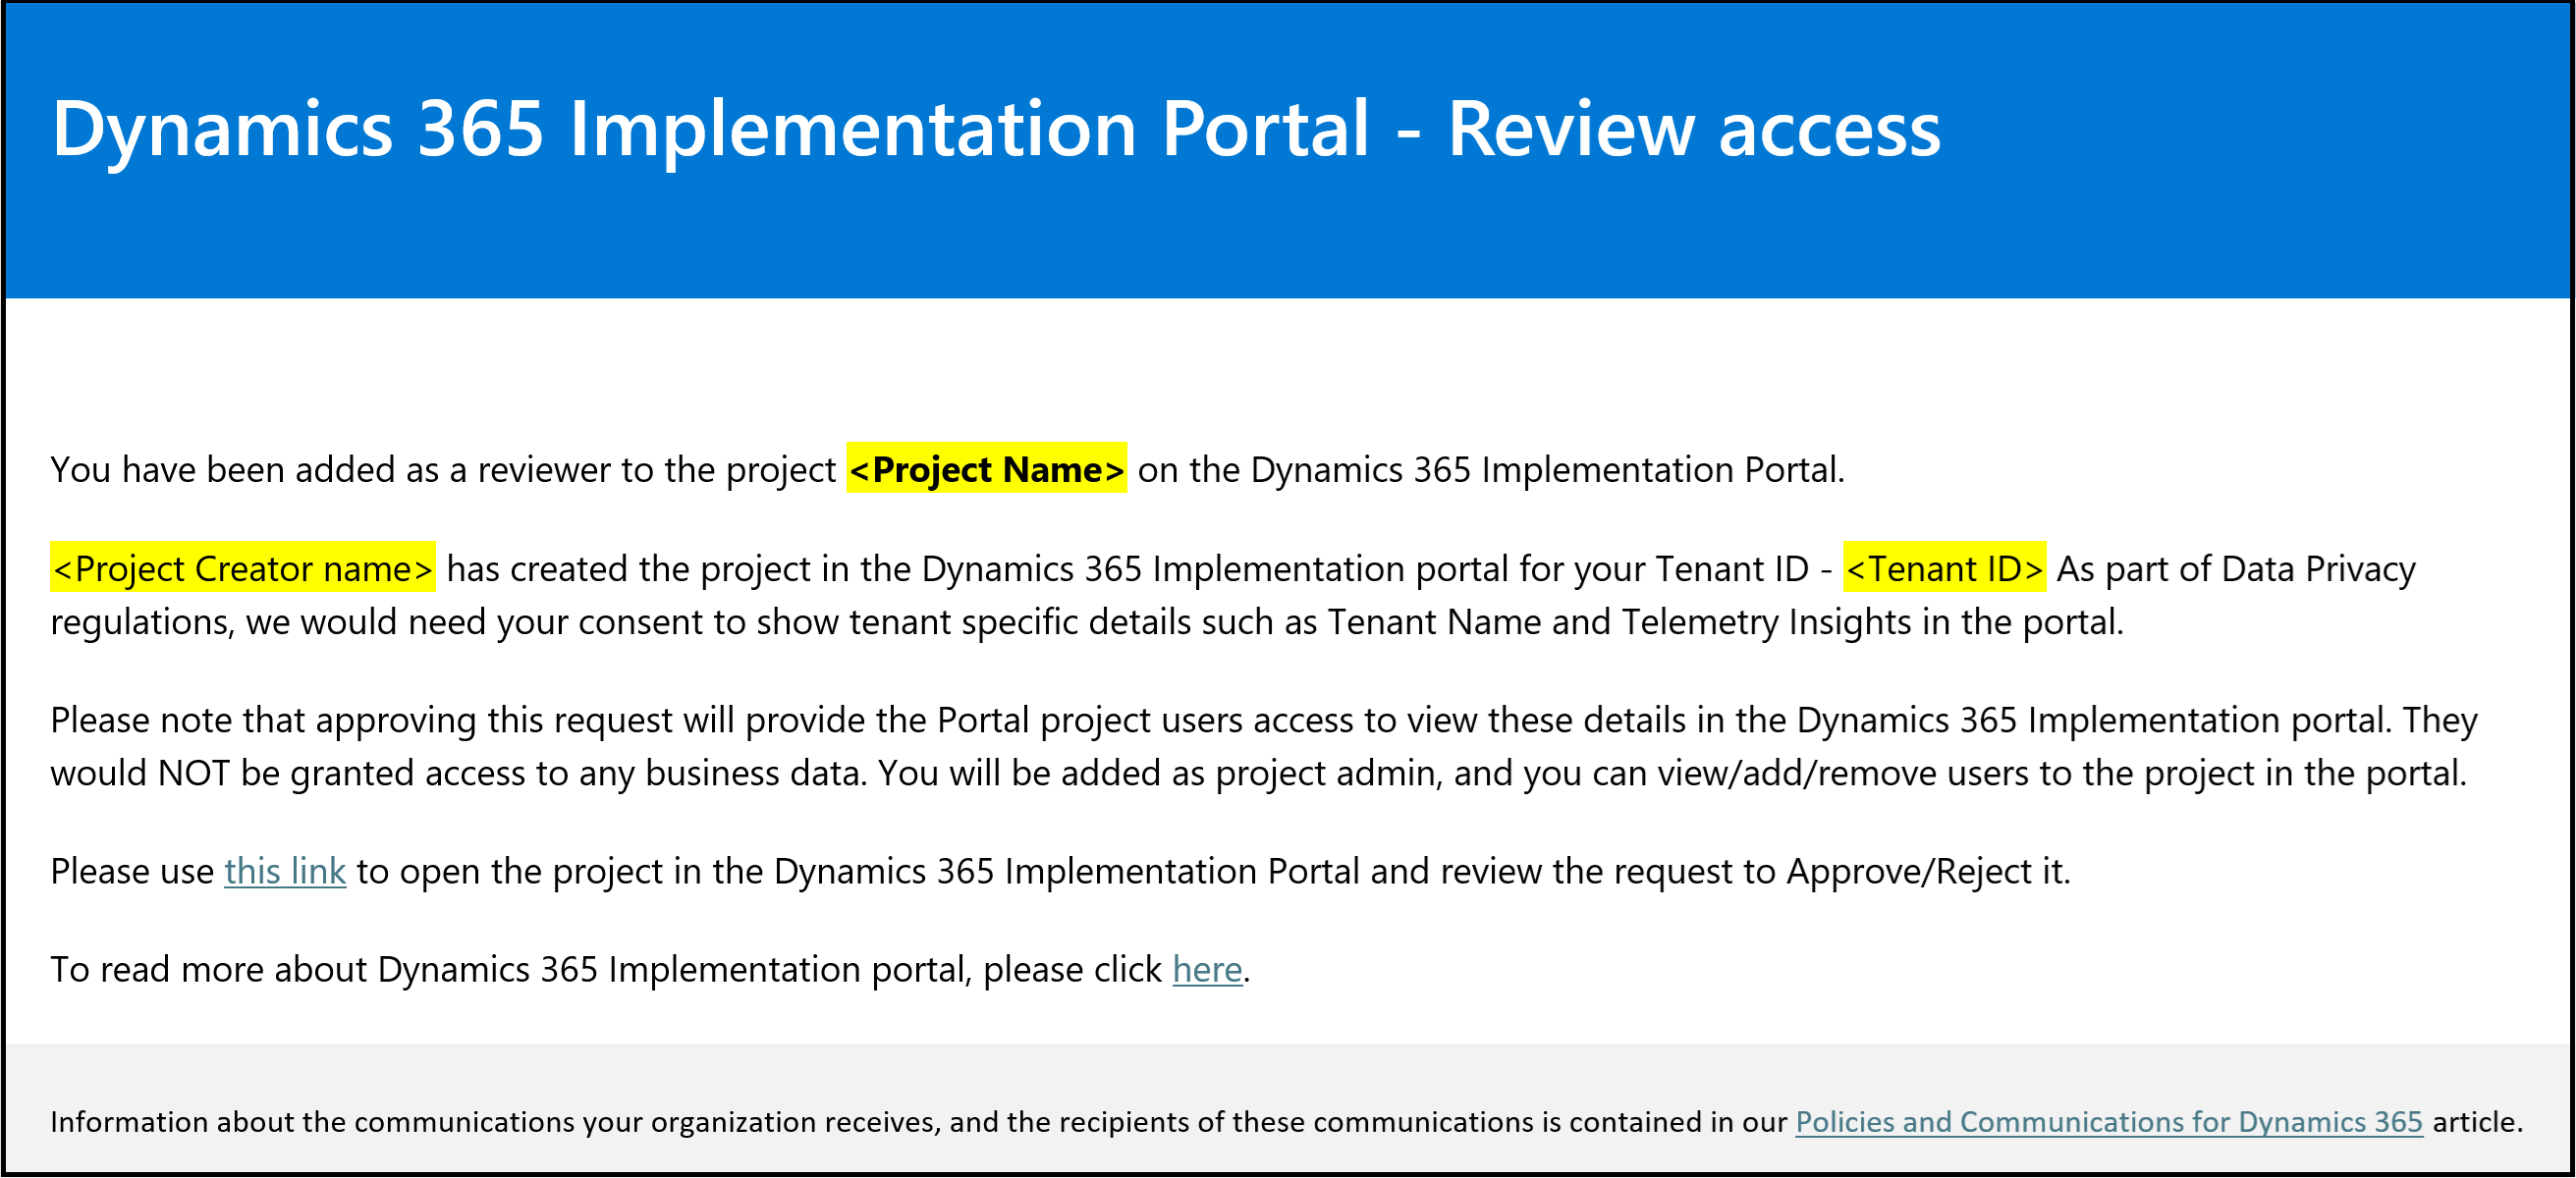 Dynamics 365 Implementation Portal - Review access
You have been added as a reviewer to the project <Project Name> on the Dynamics 365 Implementation Portal.
<Project Creator name> has created the project in the Dynamics 365 Implementation portal for your Tenant ID - <Tenant ID> As part of Data Privacy
regulations, we would need your consent to show tenant specific details such as Tenant Name and Telemetry Insights in the portal.
Please note that approving this request will provide the Portal project users access to view these details in the Dynamics 365 Implementation portal. They
would NOT be granted access to any business data. You will be added as project admin, and you can view/add/remove users to the project in the portal.
Please use this link to open the project in the Dynamics 365 Implementation Portal and review the request to Approve/Reject it.
To read more about Dynamics 365 Implementation portal, please click here.
Information about the communications your organization receives, and the recipients of these communications is contained in our Policies and Communications for Dynamics 365 article.